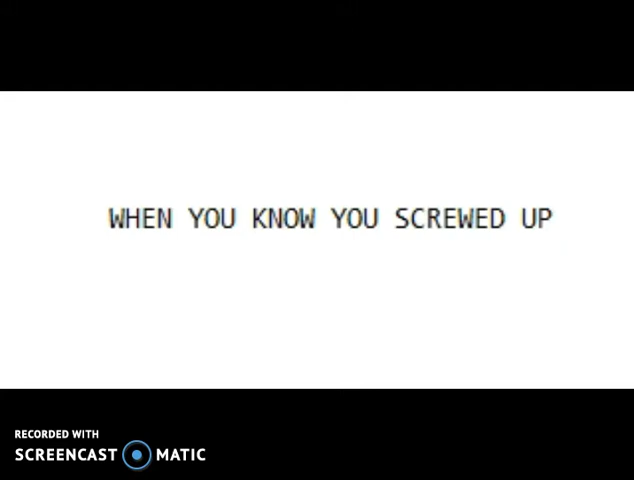 WHEN YOU KNOW YOU SCREWED UP
RECORDED WITH
SCREENCAST MATIC